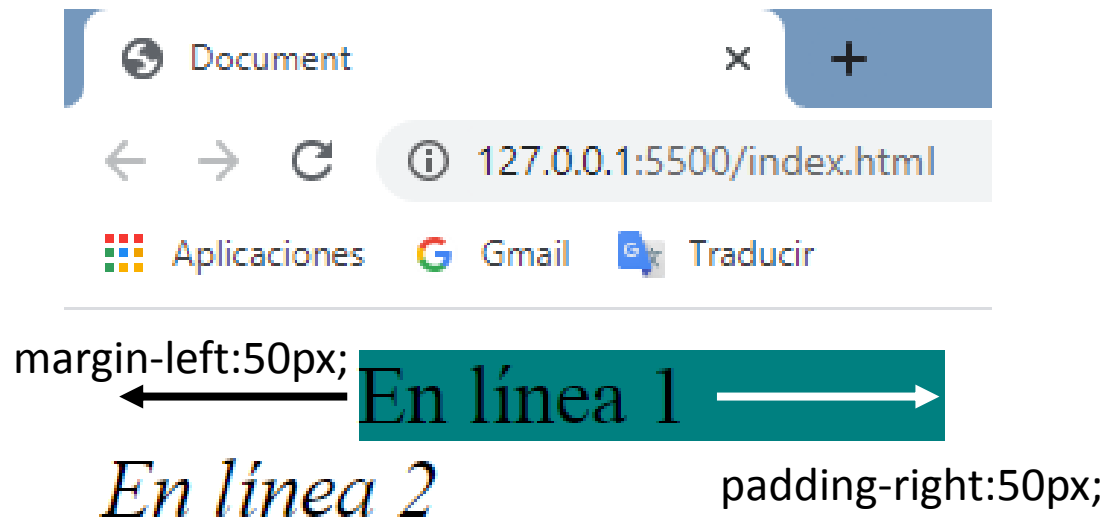 Document
127.0.0.1:5500/index.html
Aplicaciones Gmail Traducir
margin-left:50px;
En línea 1
En línea 2
padding-right:50px;